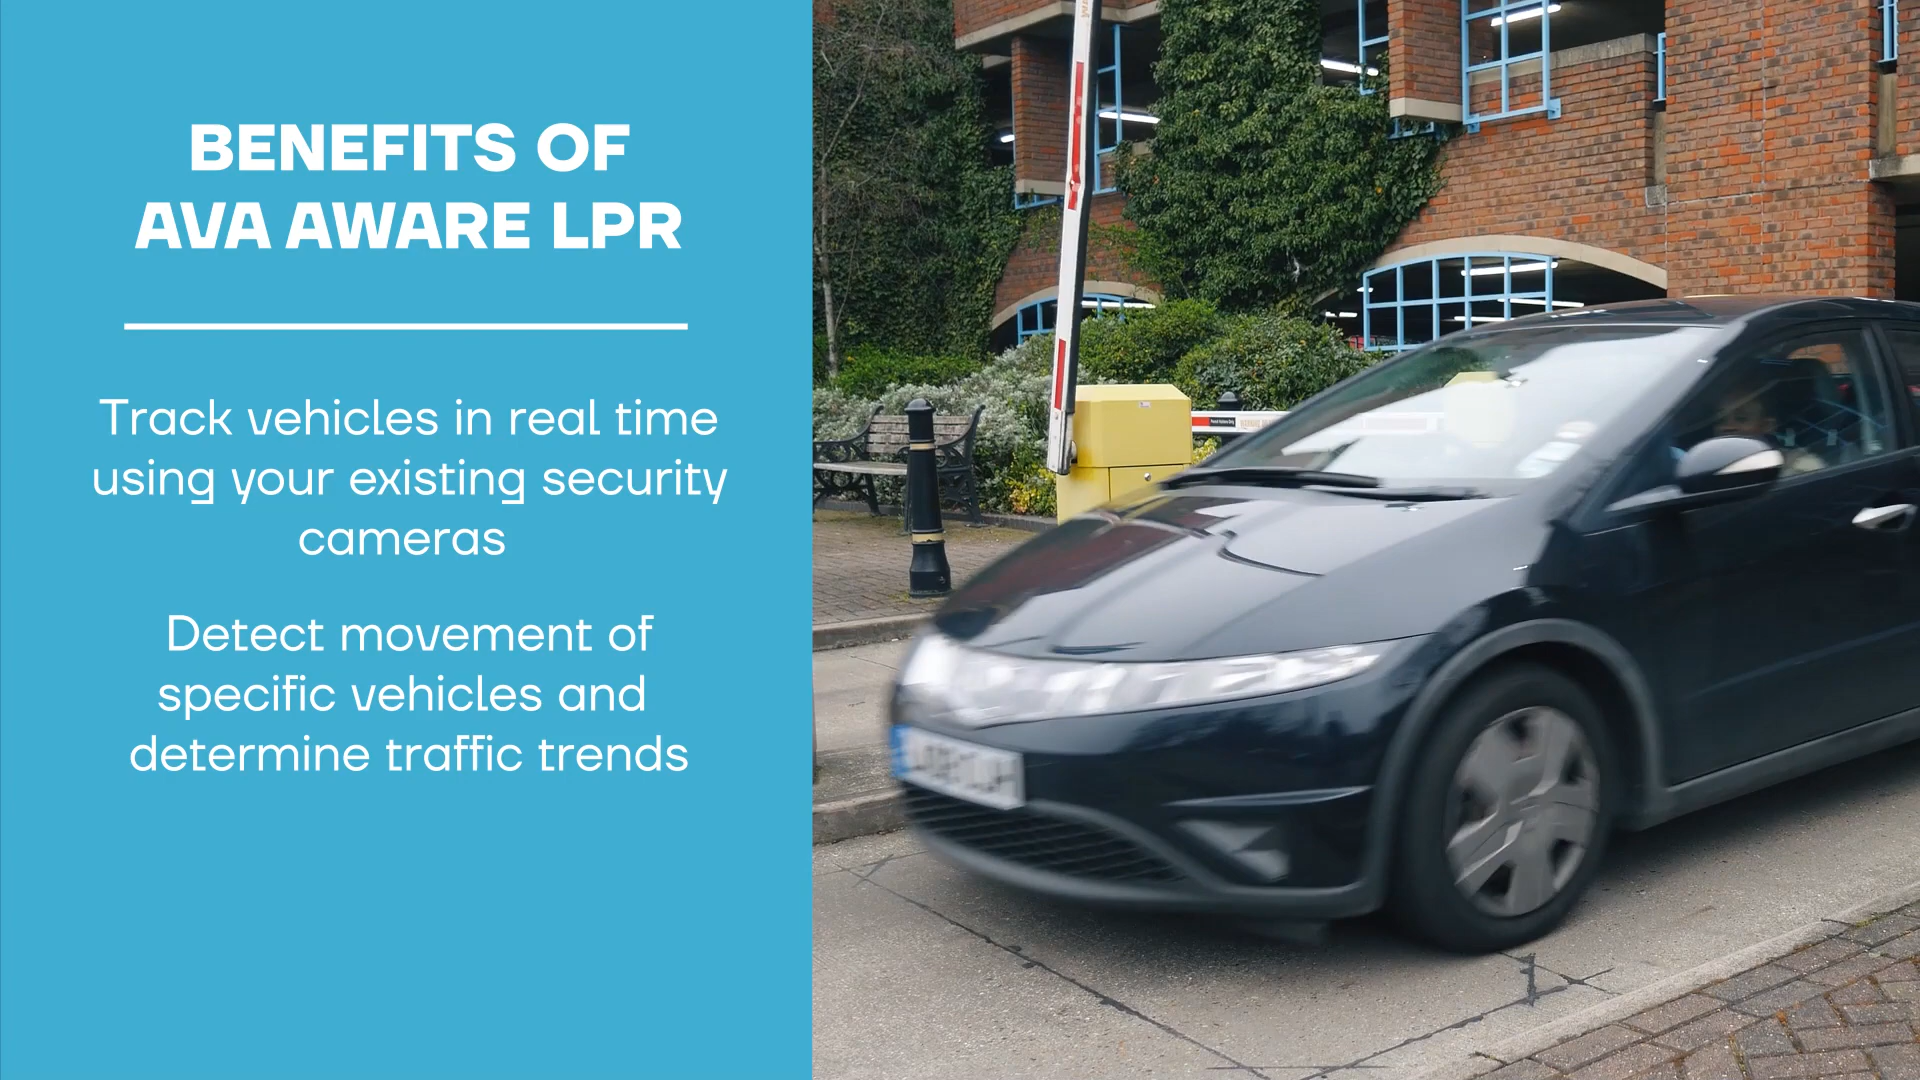 BENEFITS OF
AVA AWARE LPR
Track vehicles in real time
using your existing security
cameras
Detect movement of
specific vehicles and
determine traffic trends